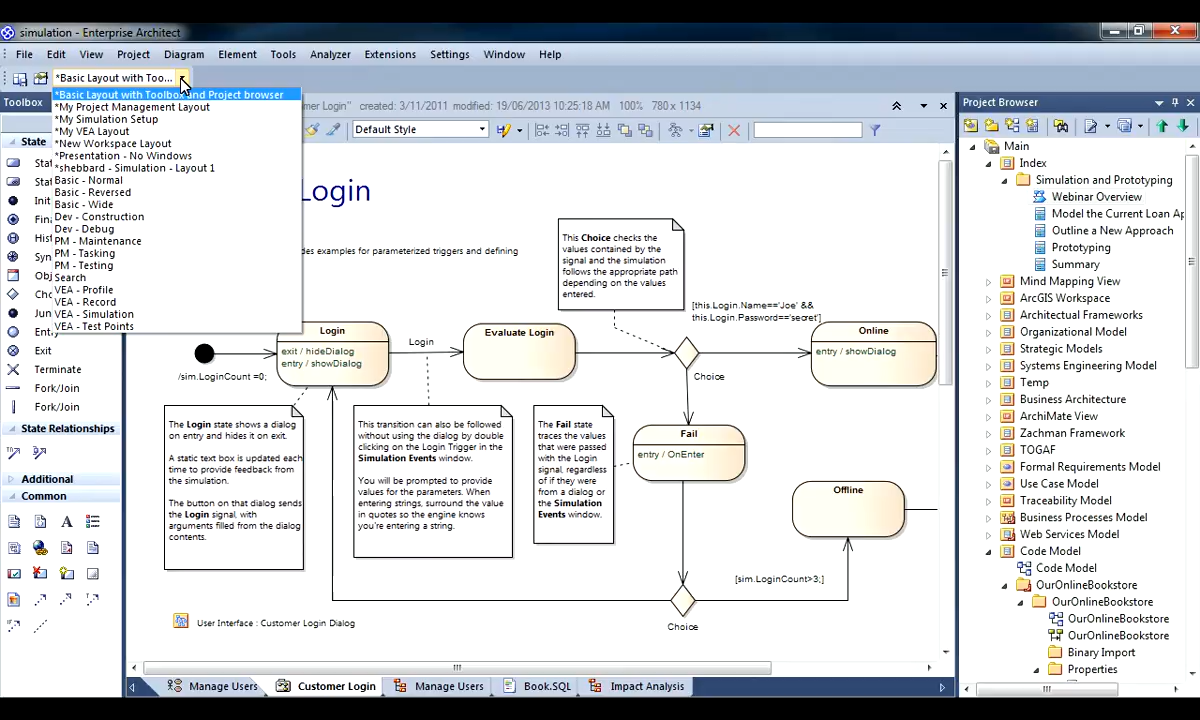 simulation - Enterprise Architect
File Edit View Project Diagram Element Tools Analyzer Extensions Settings Window Help
*Basic Layout with Too...
*Basic Layout with Toolbox and Project browser
*My Project Management Layout
*My Simulation Setup
*My VEA Layout
*New Workspace Layout
*Presentation - No Windows
*shebbard - Simulation - Layout 1
Basic - Normal
Basic - Reversed
Basic - Wide
Dev - Construction
Dev - Debug
PM - Maintenance
PM - Tasking
PM - Testing
Search
VEA - Profile
VEA - Record
VEA - Simulation
VEA - Test Points
Toolbox
State
Stat
Stat
Init
Fina
Hist
Syn
Obj
Cho
Jun
Entr
Exit
Terminate
Fork/Join
Fork/Join
State Relationships
Additional
Common
mer Login" created: 3/11/2011 modified: 19/06/2013 10:25:18 AM 100% 780 x 1134
Default Style
Login
des examples for parameterized triggers and defining
This Choice checks the
values contained by the
signal and the simulation
follows the appropriate path
depending on the values
entered.
[this.Login.Name=='Joe' &&
this.Login.Password=='secret']
Login
exit / hideDialog
entry / showDialog
Login
Evaluate Login
Choice
Online
entry / showDialog
/sim.LoginCount =0;
The Login state shows a dialog
on entry and hides it on exit.
A static text box is updated each
time to provide feedback from
the simulation.
The button on that dialog sends
the Login signal, with
arguments filled from the dialog
contents.
This transition can also be followed
without using the dialog by double
clicking on the Login Trigger in the
Simulation Events window.
You will be prompted to provide
values for the parameters. When
entering strings, surround the value
in quotes so the engine knows
you're entering a string.
The Fail state
traces the values
that were passed
with the Login
signal, regardless
of if they were
from a dialog or
the Simulation
Events window.
Fail
entry / OnEnter
Offline
[sim.LoginCount>3;]
Choice
User Interface : Customer Login Dialog
Manage Users Customer Login Manage Users Book.SQL Impact Analysis
Project Browser
Main
Index
Simulation and Prototyping
Webinar Overview
Model the Current Loan Ap
Outline a New Approach
Prototyping
Summary
Mind Mapping View
ArcGIS Workspace
Architectual Frameworks
Organizational Model
Strategic Models
Systems Engineering Model
Temp
Business Architecture
ArchiMate View
Zachman Framework
TOGAF
Formal Requirements Model
Use Case Model
Traceability Model
Business Processes Model
Web Services Model
Code Model
Code Model
OurOnlineBookstore
OurOnlineBookstore
OurOnlineBookstore
OurOnlineBookstore
Binary Import
Properties